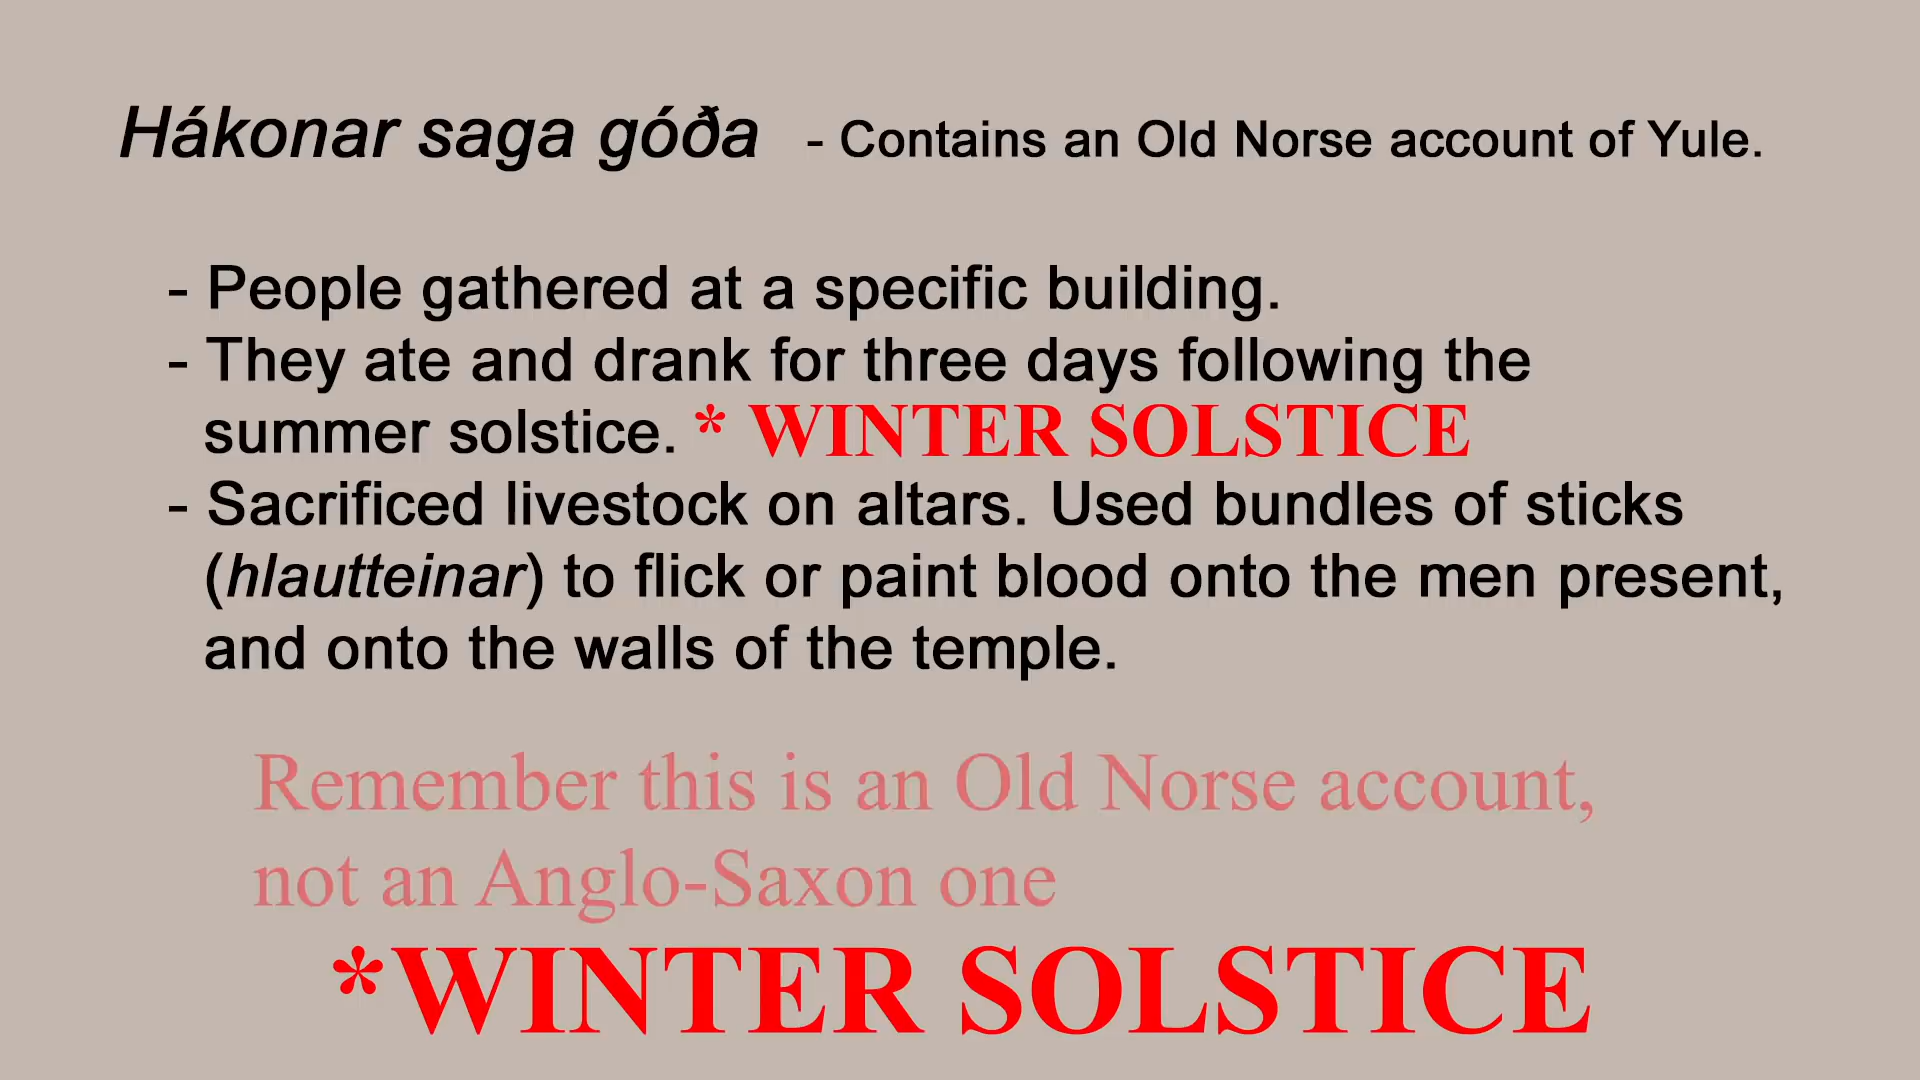 Hákonar saga góða - Contains an Old Norse account of Yule.
- People gathered at a specific building.
- They ate and drank for three days following the
summer solstice. * WINTER SOLSTICE
- Sacrificed livestock on altars. Used bundles of sticks
(hlautteinar) to flick or paint blood onto the men present,
and onto the walls of the temple.
Remember this is an Old Norse account,
not an Anglo-Saxon one
*WINTER SOLSTICE